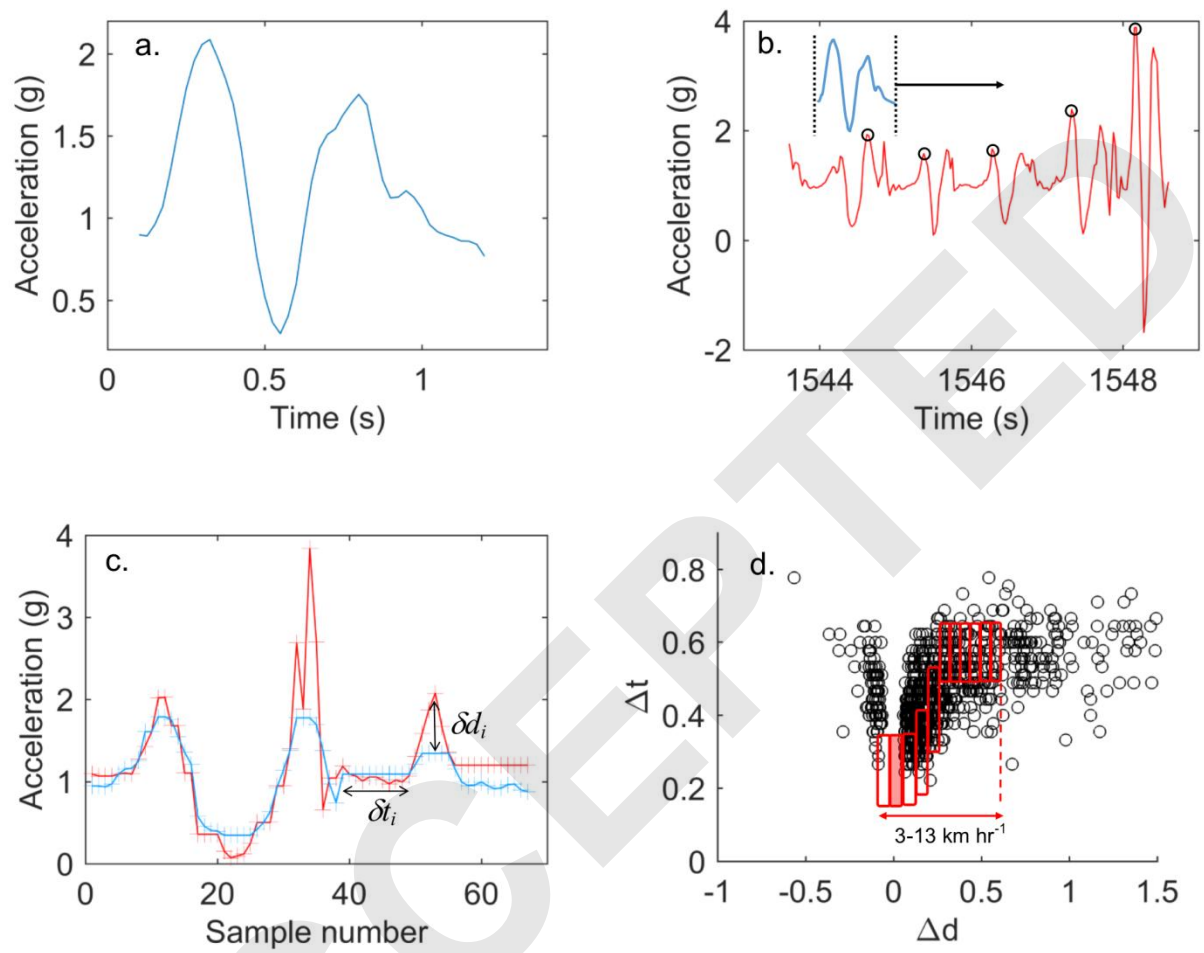 a.
2
1.5
1
0.5
0 0.5 1
Acceleration (g)
Time (s)
b.
4
2
0
-2
1544 1546 1548
Acceleration (g)
Time (s)
c.
4
3
2
1
0
0 20 40 60
Acceleration (g)
Sample number
δdᵢ
δtᵢ
d.
0.8
0.6
0.4
0.2
0
-1 -0.5 0 0.5 1 1.5
Δt
Δd
3-13 km hr⁻¹
CCEPTED